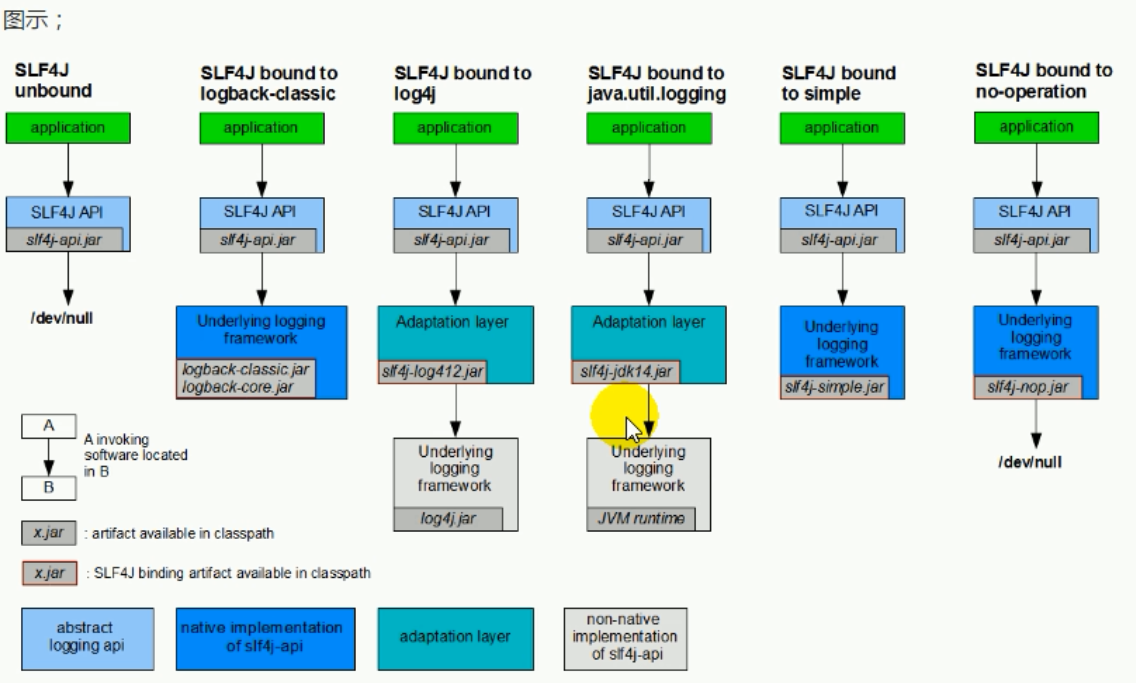 图示；
SLF4J
unbound
application
SLF4J API
slf4j-api.jar
/dev/null
SLF4J bound to
logback-classic
application
SLF4J API
slf4j-api.jar
Underlying logging
framework
logback-classic.jar
logback-core.jar
SLF4J bound to
log4j
application
SLF4J API
slf4j-api.jar
Adaptation layer
slf4j-log412.jar
Underlying
logging
framework
log4j.jar
SLF4J bound to
java.util.logging
application
SLF4J API
slf4j-api.jar
Adaptation layer
slf4j-jdk14.jar
Underlying
logging
framework
JVM runtime
SLF4J bound
to simple
application
SLF4J API
slf4j-api.jar
Underlying
logging
framework
slf4j-simple.jar
SLF4J bound to
no-operation
application
SLF4J API
slf4j-api.jar
Underlying
logging
framework
slf4j-nop.jar
/dev/null
A
B
A invoking
software located
in B
x.jar
: artifact available in classpath
x.jar
: SLF4J binding artifact available in classpath
abstract
logging api
native implementation
of slf4j-api
adaptation layer
non-native
implementation
of slf4j-api